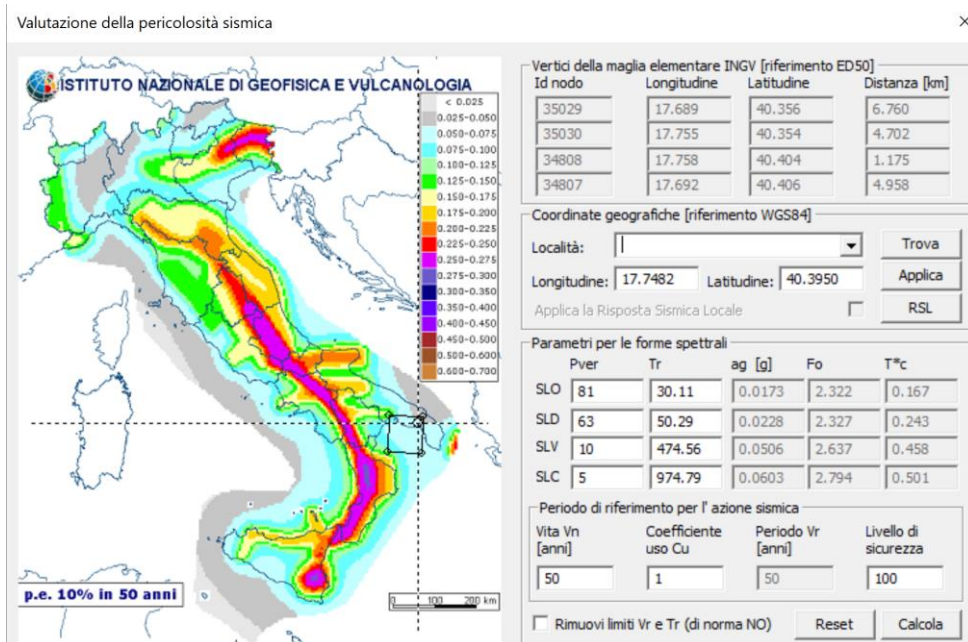 Valutazione della pericolosità sismica
ISTITUTO NAZIONALE DI GEOFISICA E VULCANOLOGIA
< 0.025
0.025-0.050
0.050-0.075
0.075-0.100
0.100-0.125
0.125-0.150
0.150-0.175
0.175-0.200
0.200-0.225
0.225-0.250
0.250-0.275
0.275-0.300
0.300-0.350
0.350-0.400
0.400-0.450
0.450-0.500
0.500-0.600
0.600-0.700
p.e. 10% in 50 anni
0 100 200 km
Vertici della maglia elementare INGV [riferimento ED50]
Id nodo Longitudine Latitudine Distanza [km]
35029 17.689 40.356 6.760
35030 17.755 40.354 4.702
34808 17.758 40.404 1.175
34807 17.692 40.406 4.958
Coordinate geografiche [riferimento WGS84]
Località: Trova
Longitudine: 17.7482 Latitudine: 40.3950 Applica
Applica la Risposta Sismica Locale RSL
Parametri per le forme spettrali
Pver Tr ag [g] Fo T*c
SLO 81 30.11 0.0173 2.322 0.167
SLD 63 50.29 0.0228 2.327 0.243
SLV 10 474.56 0.0506 2.637 0.458
SLC 5 974.79 0.0603 2.794 0.501
Periodo di riferimento per l' azione sismica
Vita Vn Coefficiente Periodo Vr Livello di
[anni] uso Cu [anni] sicurezza
50 1 50 100
Rimuovi limiti Vr e Tr (di norma NO) Reset Calcola